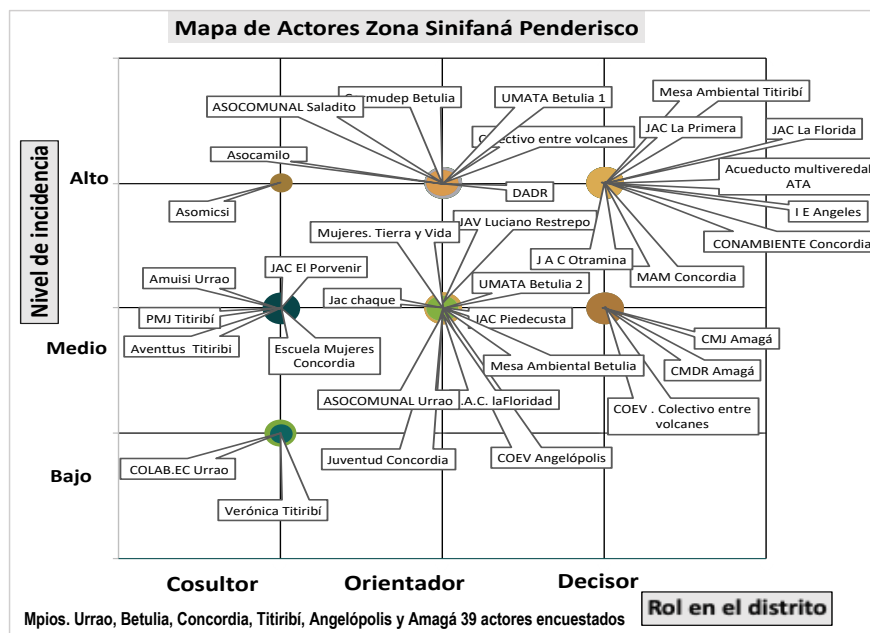 Mapa de Actores Zona Sinifaná Penderisco
Nivel de incidencia
Alto
Medio
Bajo
ASOCOMUNAL Saladito
Betulia
UMATA Betulia 1
Mesa Ambiental Titiribí
entre volcanes
JAC La Primera
JAC La Florida
Asocamilo
Acueducto multiveredal
ATA
DADR
Asomicsi
I E Angeles
Mujeres. Tierra y Vida
JAV Luciano Restrepo
J A C Otramina
CONAMBIENTE Concordia
MAM Concordia
Amuisi Urrao
JAC El Porvenir
UMATA Betulia 2
Jac chaque
PMJ Titiribí
JAC Piedecusta
Aventtus Titiribi
Escuela Mujeres
Concordia
CMJ Amagá
Mesa Ambiental Betulia
CMDR Amagá
ASOCOMUNAL Urrao
.A.C. laFloridad
COEV . Colectivo entre
volcanes
COLAB.EC Urrao
Juventud Concordia
COEV Angelópolis
Verónica Titiribí
Cosultor
Orientador
Decisor
Rol en el distrito
Mpios. Urrao, Betulia, Concordia, Titiribí, Angelópolis y Amagá 39 actores encuestados